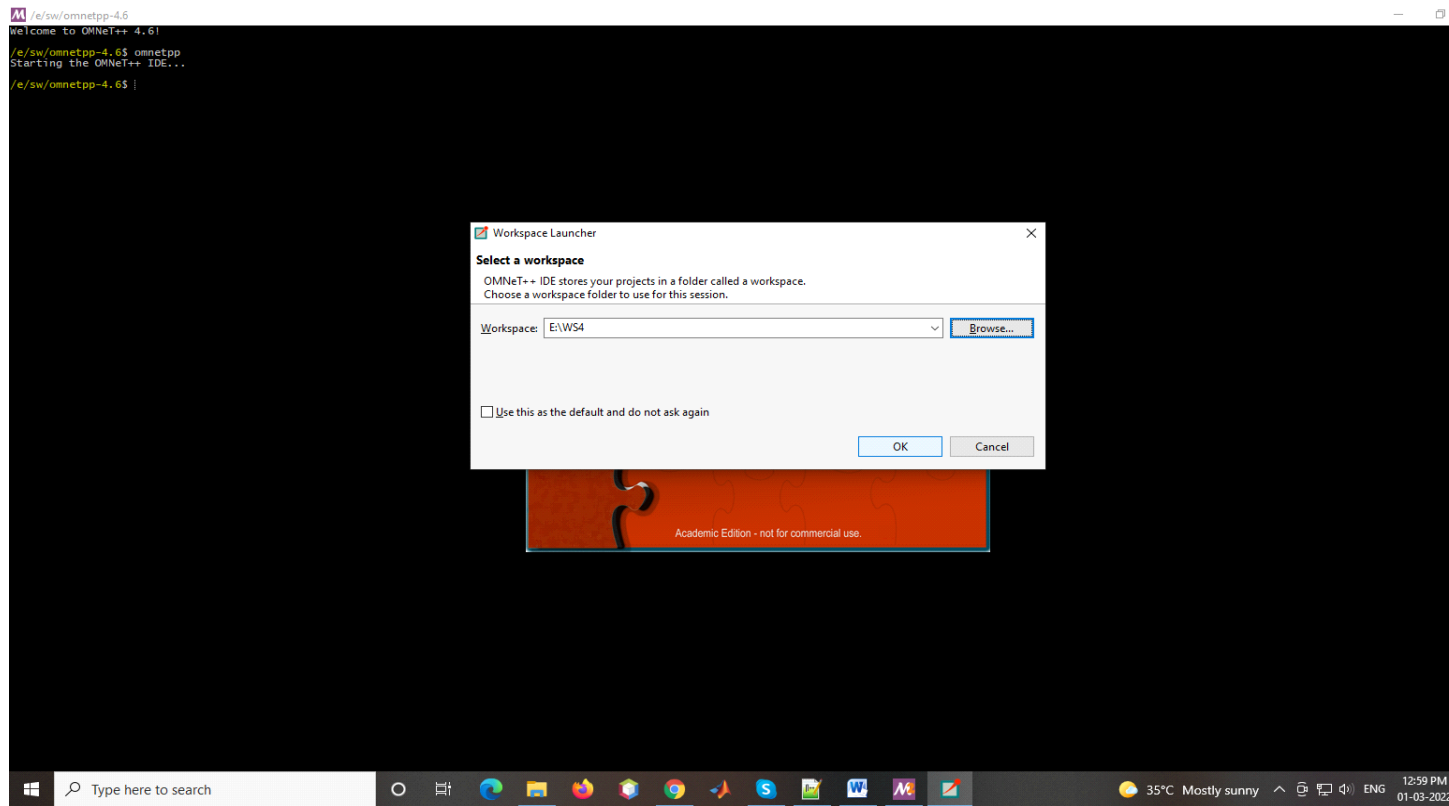 /e/sw/omnetpp-4.6
Welcome to OMNeT++ 4.6!
/e/sw/omnetpp-4.6$ omnetpp
Starting the OMNeT++ IDE...
/e/sw/omnetpp-4.6$
Workspace Launcher
Select a workspace
OMNeT++ IDE stores your projects in a folder called a workspace.
Choose a workspace folder to use for this session.
Workspace: E:\WS4 Browse...
Use this as the default and do not ask again
OK Cancel
Academic Edition - not for commercial use.
Type here to search
35°C Mostly sunny ENG
12:59 PM
01-03-2022